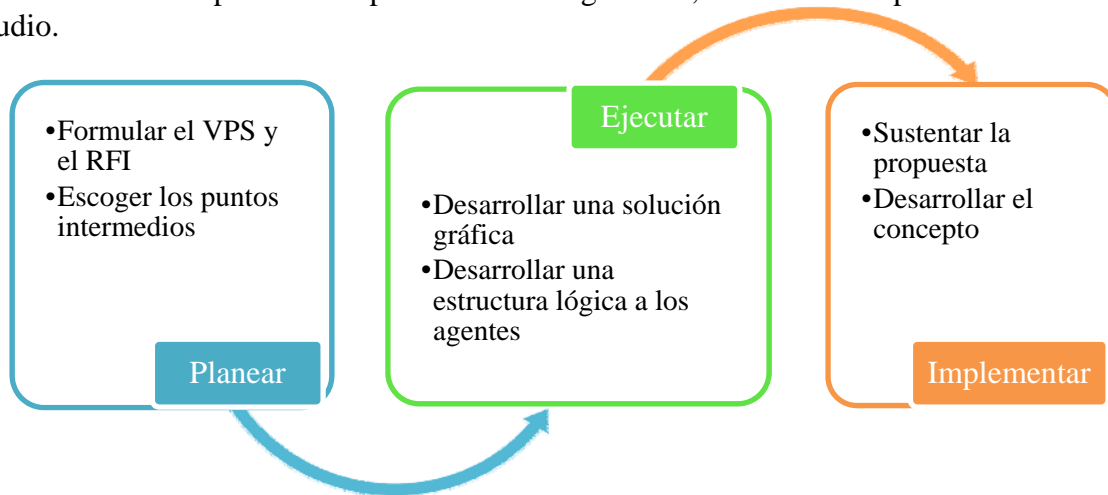 udio.
•Formular el VPS y
el RFI
•Escoger los puntos
intermedios
Planear
Ejecutar
•Desarrollar una solución
gráfica
•Desarrollar una
estructura lógica a los
agentes
•Sustentar la
propuesta
•Desarrollar el
concepto
Implementar